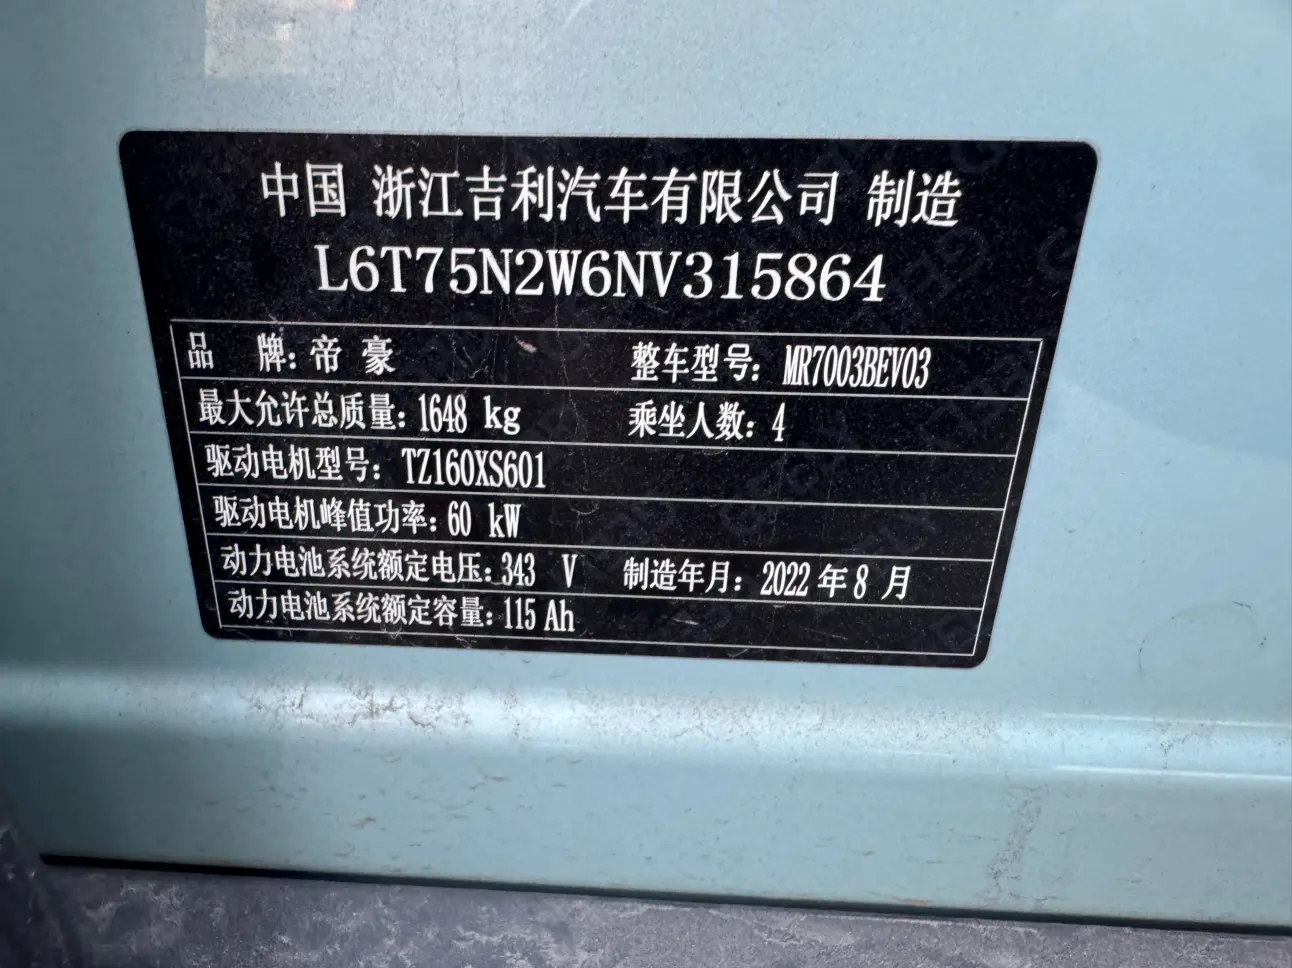 中国 浙江吉利汽车有限公司 制造
L6T75N2W6NV315864
品 牌: 帝豪 整车型号: MR7003BEV03
最大允许总质量: 1648 kg 乘坐人数: 4
驱动电机型号: TZ160XS601
驱动电机峰值功率: 60 kW
动力电池系统额定电压: 343 V 制造年月: 2022 年 8 月
动力电池系统额定容量: 115 Ah